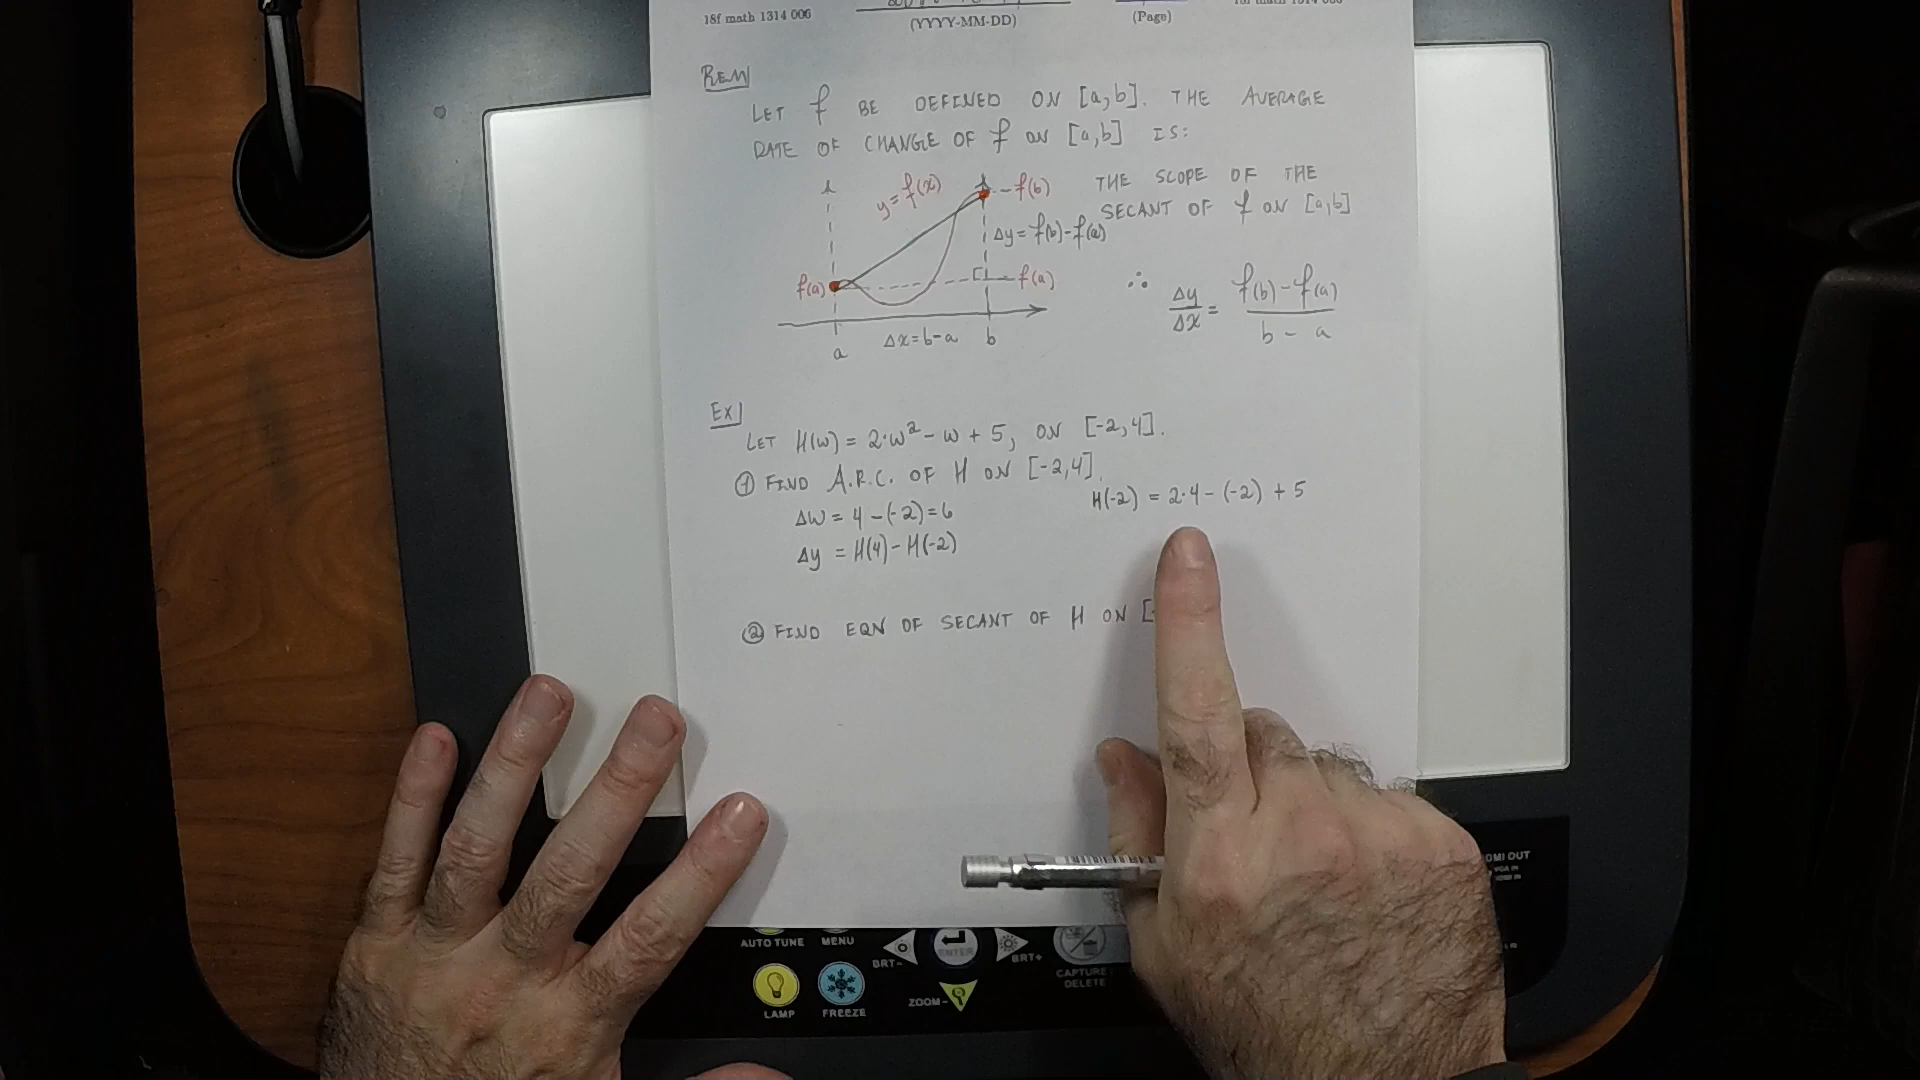 18f math 1314 006
(YYYY-MM-DD)
(Page)
REM
LET f BE DEFINED ON [a,b]. THE AVERAGE
RATE OF CHANGE OF f ON [a,b] IS:
y=f(x)
f(b)
THE SCOPE OF THE
SECANT OF f ON [a,b]
Δy=f(b)-f(a)
f(a)
f(a)
∴ Δy/Δx = f(b)-f(a)/b-a
a
Δx=b-a
b
EX
LET H(w) = 2·w²-w+5, ON [-2,4].
① FIND A.R.C. OF H ON [-2,4].
H(-2) = 2·4-(-2)+5
Δw = 4-(-2)=6
Δy = H(4)-H(-2)
② FIND EQN OF SECANT OF H ON [
AUTO TUNE
MENU
BRT-
ENTER
BRT+
CAPTURE
DELETE
ZOOM-
LAMP
FREEZE
OMI OUT